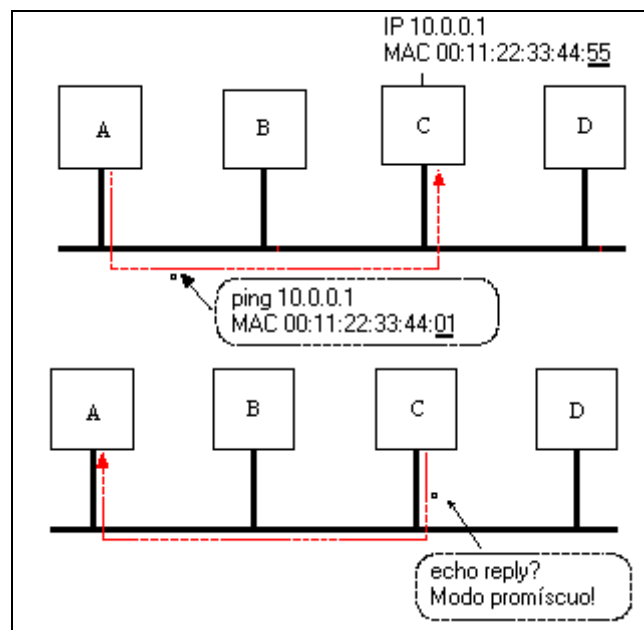 IP 10.0.0.1
MAC 00:11:22:33:44:55
A
B
C
D
ping 10.0.0.1
MAC 00:11:22:33:44:01
A
B
C
D
echo reply?
Modo promíscuo!